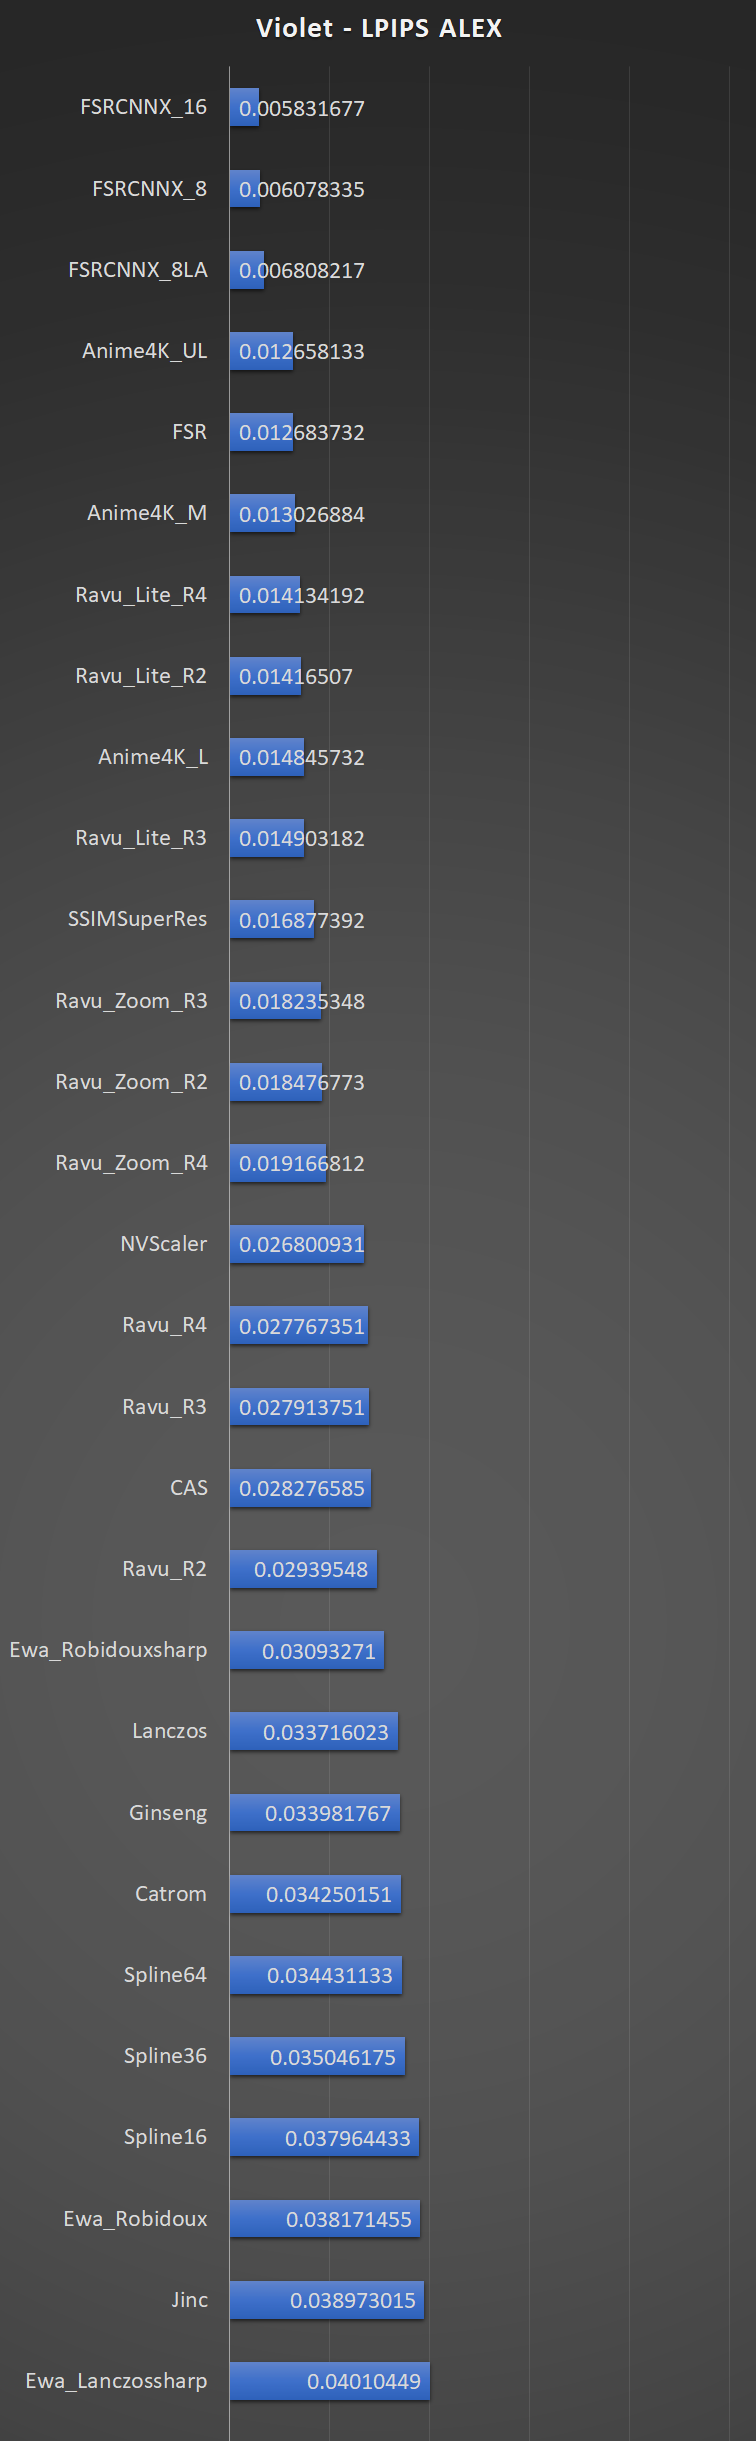 Violet - LPIPS ALEX
FSRCNNX_16 0.005831677
FSRCNNX_8 0.006078335
FSRCNNX_8LA 0.006808217
Anime4K_UL 0.012658133
FSR 0.012683732
Anime4K_M 0.013026884
Ravu_Lite_R4 0.014134192
Ravu_Lite_R2 0.01416507
Anime4K_L 0.014845732
Ravu_Lite_R3 0.014903182
SSIMSuperRes 0.016877392
Ravu_Zoom_R3 0.018235348
Ravu_Zoom_R2 0.018476773
Ravu_Zoom_R4 0.019166812
NVScaler 0.026800931
Ravu_R4 0.027767351
Ravu_R3 0.027913751
CAS 0.028276585
Ravu_R2 0.02939548
Ewa_Robidouxsharp 0.03093271
Lanczos 0.033716023
Ginseng 0.033981767
Catrom 0.034250151
Spline64 0.034431133
Spline36 0.035046175
Spline16 0.037964433
Ewa_Robidoux 0.038171455
Jinc 0.038973015
Ewa_Lanczossharp 0.04010449